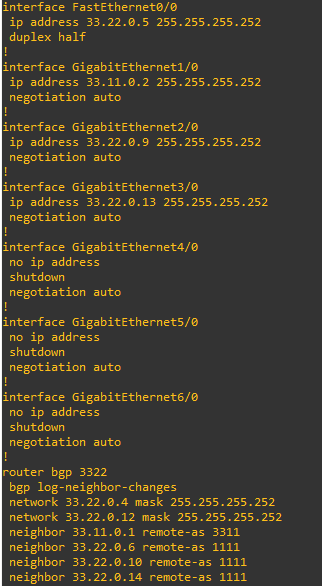 interface FastEthernet0/0
 ip address 33.22.0.5 255.255.255.252
 duplex half
!
interface GigabitEthernet1/0
 ip address 33.11.0.2 255.255.255.252
 negotiation auto
!
interface GigabitEthernet2/0
 ip address 33.22.0.9 255.255.255.252
 negotiation auto
!
interface GigabitEthernet3/0
 ip address 33.22.0.13 255.255.255.252
 negotiation auto
!
interface GigabitEthernet4/0
 no ip address
 shutdown
 negotiation auto
!
interface GigabitEthernet5/0
 no ip address
 shutdown
 negotiation auto
!
interface GigabitEthernet6/0
 no ip address
 shutdown
 negotiation auto
!
router bgp 3322
 bgp log-neighbor-changes
 network 33.22.0.4 mask 255.255.255.252
 network 33.22.0.12 mask 255.255.255.252
 neighbor 33.11.0.1 remote-as 3311
 neighbor 33.22.0.6 remote-as 1111
 neighbor 33.22.0.10 remote-as 1111
 neighbor 33.22.0.14 remote-as 1111